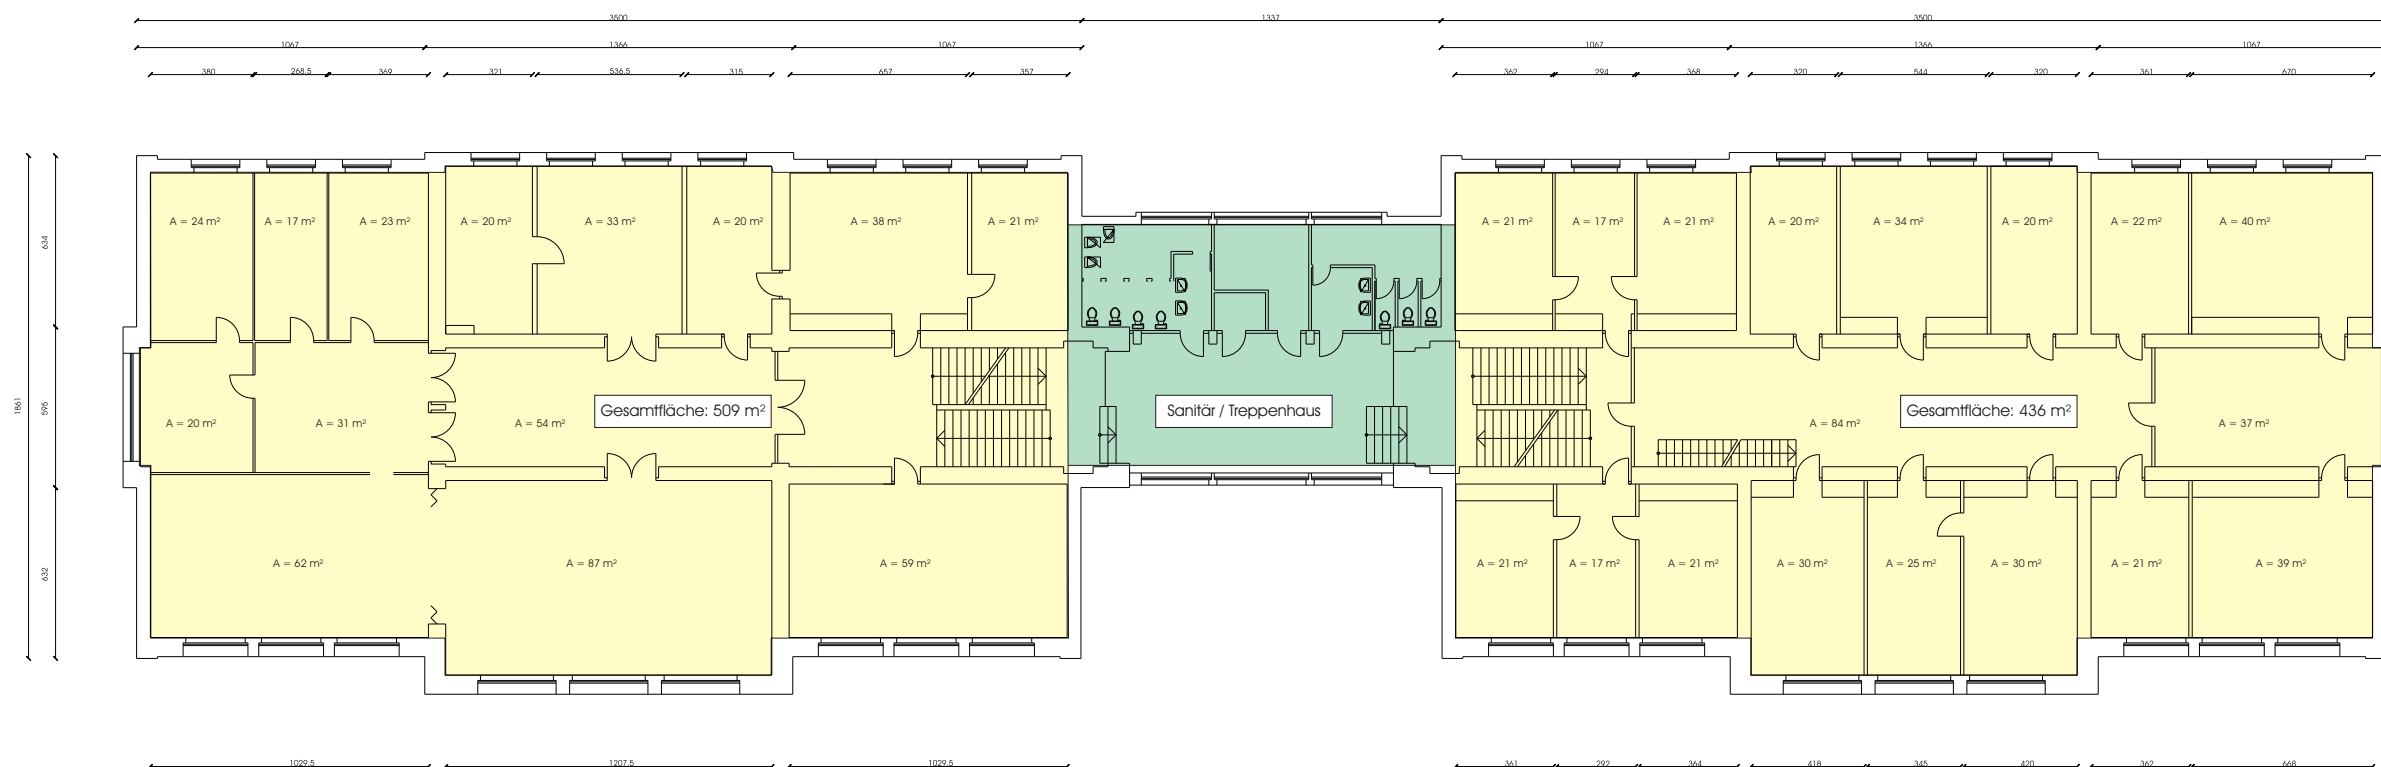 3500 1337 3500
1067 1366 1067 1067 1366 1067
380 268.5 369 321 536.5 315 657 357 362 294 368 320 544 320 361 670
A = 24 m² A = 17 m² A = 23 m² A = 20 m² A = 33 m² A = 20 m² A = 38 m² A = 21 m² A = 21 m² A = 17 m² A = 21 m² A = 20 m² A = 34 m² A = 20 m² A = 22 m² A = 40 m²
634
1861
595
Gesamtfläche: 509 m² Sanitär / Treppenhaus Gesamtfläche: 436 m²
A = 20 m² A = 31 m² A = 54 m² A = 84 m² A = 37 m²
632
A = 62 m² A = 87 m² A = 59 m² A = 21 m² A = 17 m² A = 21 m² A = 30 m² A = 25 m² A = 30 m² A = 21 m² A = 39 m²
1029.5 1207.5 1029.5 361 292 364 418 345 420 362 668